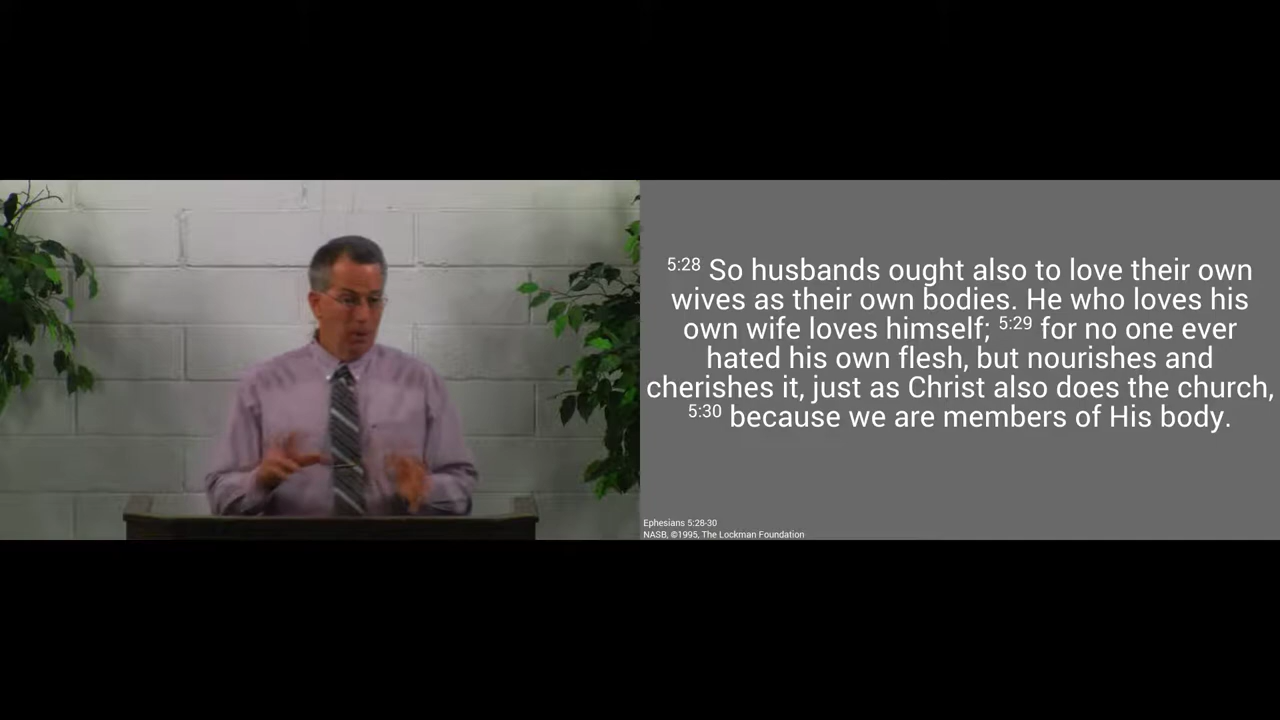 5:28 So husbands ought also to love their own
wives as their own bodies. He who loves his
own wife loves himself; 5:29 for no one ever
hated his own flesh, but nourishes and
cherishes it, just as Christ also does the church,
5:30 because we are members of His body.
Ephesians 5:28-30
NASB, ©1995, The Lockman Foundation